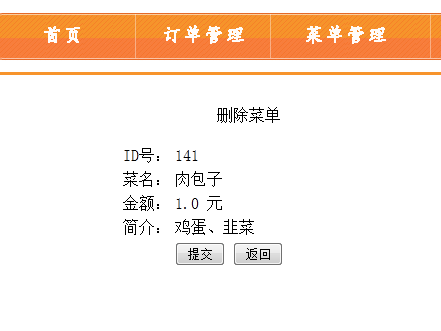 首页 订单管理 菜单管理
删除菜单
ID号： 141
菜名： 肉包子
金额： 1.0 元
简介： 鸡蛋、韭菜
提交 返回